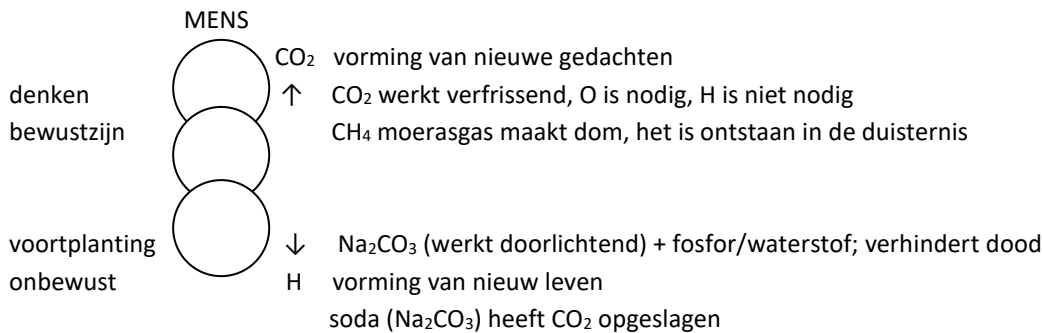 MENS
CO₂ vorming van nieuwe gedachten
denken ↑ CO₂ werkt verfrissend, O is nodig, H is niet nodig
bewustzijn CH₄ moerasgas maakt dom, het is ontstaan in de duisternis
voortplanting ↓ Na₂CO₃ (werkt doorlichtend) + fosfor/waterstof; verhindert dood
onbewust H vorming van nieuw leven
soda (Na₂CO₃) heeft CO₂ opgeslagen